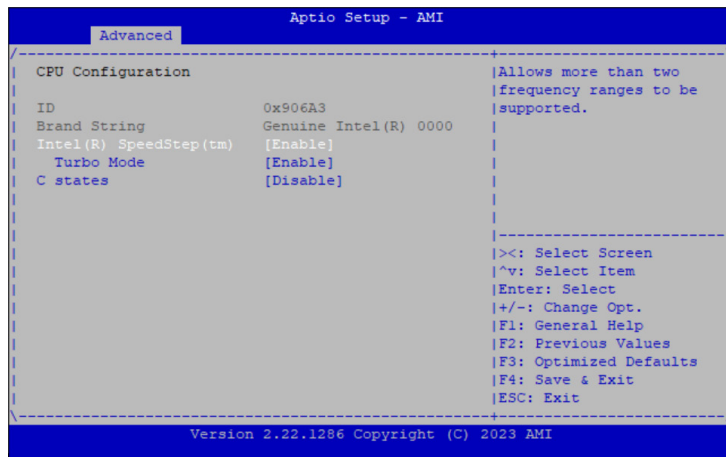 Aptio Setup - AMI
Advanced
CPU Configuration
ID 0x906A3
Brand String Genuine Intel(R) 0000
Intel(R) SpeedStep(tm) [Enable]
Turbo Mode [Enable]
C states [Disable]
Allows more than two
frequency ranges to be
supported.
><: Select Screen
^v: Select Item
Enter: Select
+/-: Change Opt.
F1: General Help
F2: Previous Values
F3: Optimized Defaults
F4: Save & Exit
ESC: Exit
Version 2.22.1286 Copyright (C) 2023 AMI